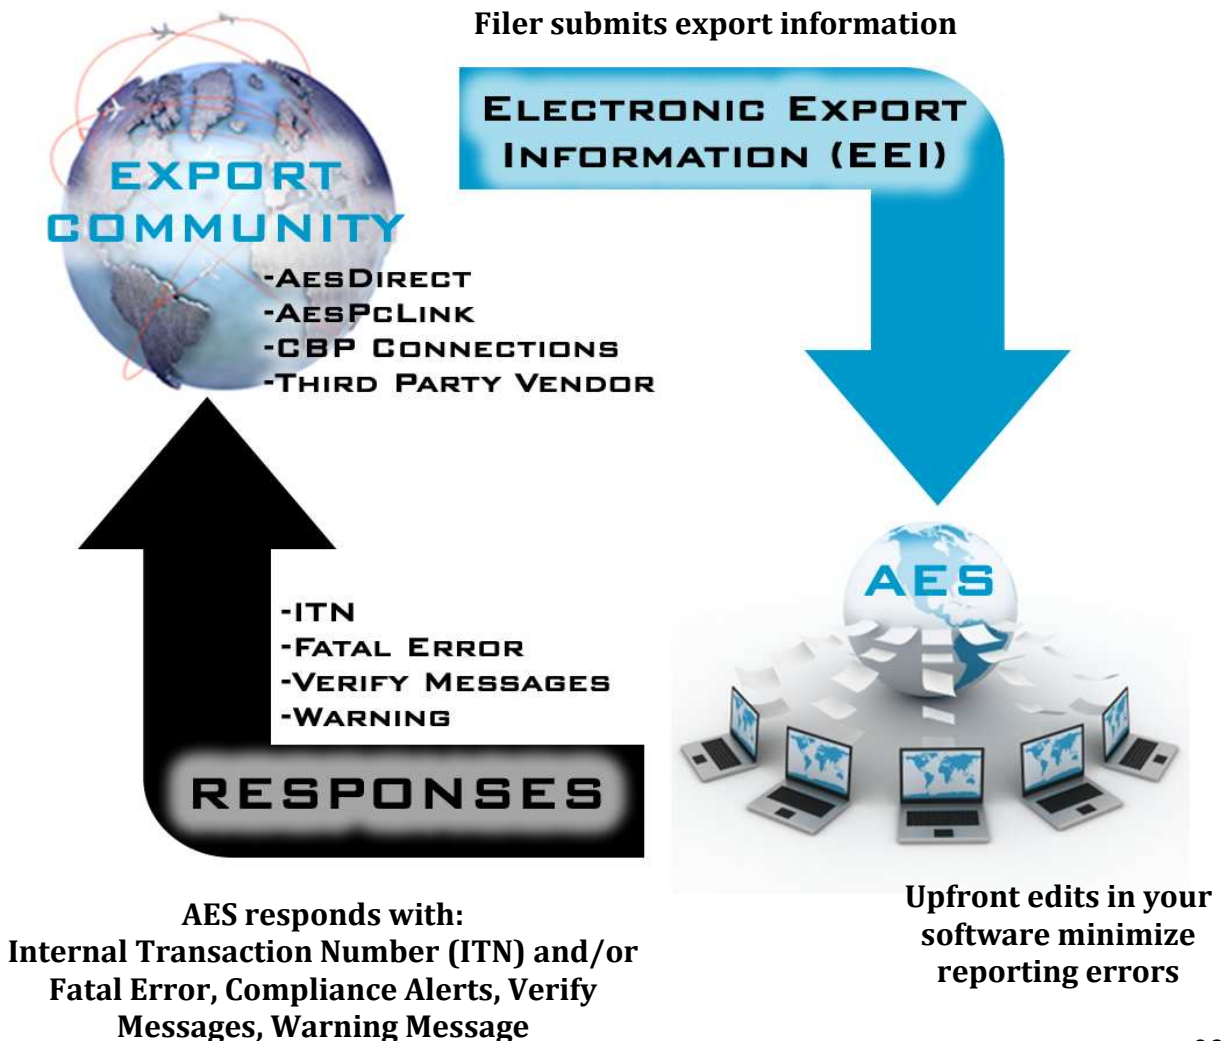 Filer submits export information
ELECTRONIC EXPORT
INFORMATION (EEI)
EXPORT
COMMUNITY
-AESDIRECT
-AESPCLINK
-CBP CONNECTIONS
-THIRD PARTY VENDOR
AES
-ITN
-FATAL ERROR
-VERIFY MESSAGES
-WARNING
RESPONSES
AES responds with:
Internal Transaction Number (ITN) and/or
Fatal Error, Compliance Alerts, Verify
Messages, Warning Message
Upfront edits in your
software minimize
reporting errors